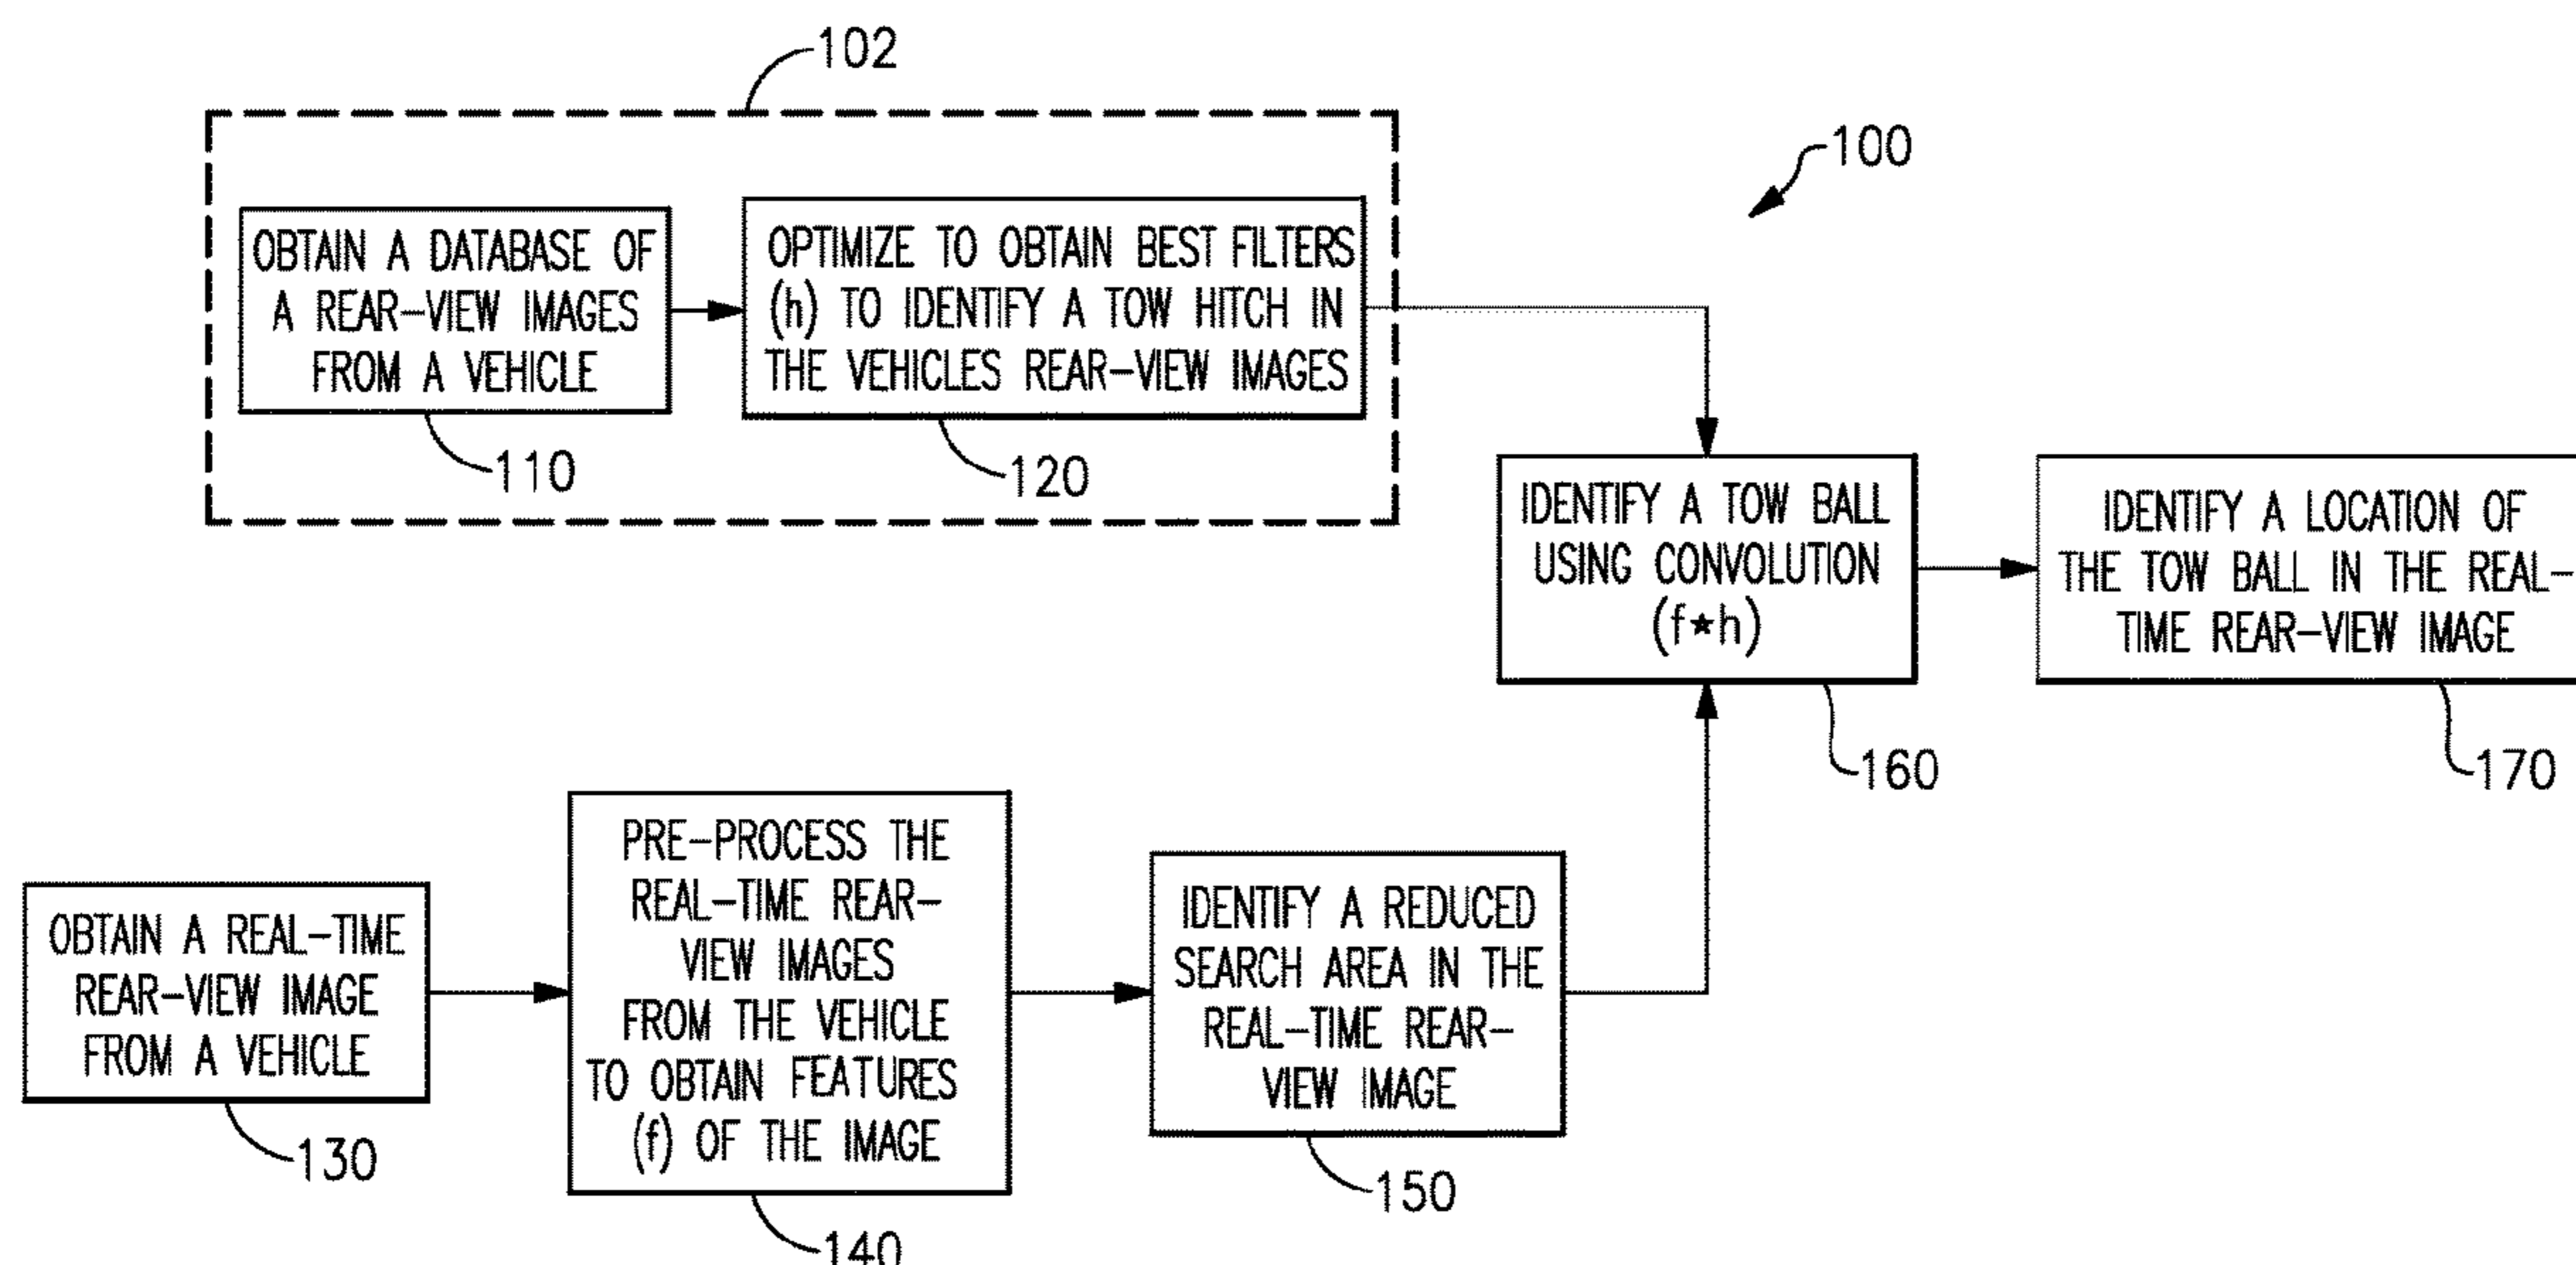 102
100
OBTAIN A DATABASE OF
A REAR-VIEW IMAGES
FROM A VEHICLE
110
OPTIMIZE TO OBTAIN BEST FILTERS
(h) TO IDENTIFY A TOW HITCH IN
THE VEHICLES REAR-VIEW IMAGES
120
IDENTIFY A TOW BALL
USING CONVOLUTION
(f★h)
160
IDENTIFY A LOCATION OF
THE TOW BALL IN THE REAL-
TIME REAR-VIEW IMAGE
170
OBTAIN A REAL-TIME
REAR-VIEW IMAGE
FROM A VEHICLE
130
PRE-PROCESS THE
REAL-TIME REAR-
VIEW IMAGES
FROM THE VEHICLE
TO OBTAIN FEATURES
(f) OF THE IMAGE
140
IDENTIFY A REDUCED
SEARCH AREA IN THE
REAL-TIME REAR-
VIEW IMAGE
150